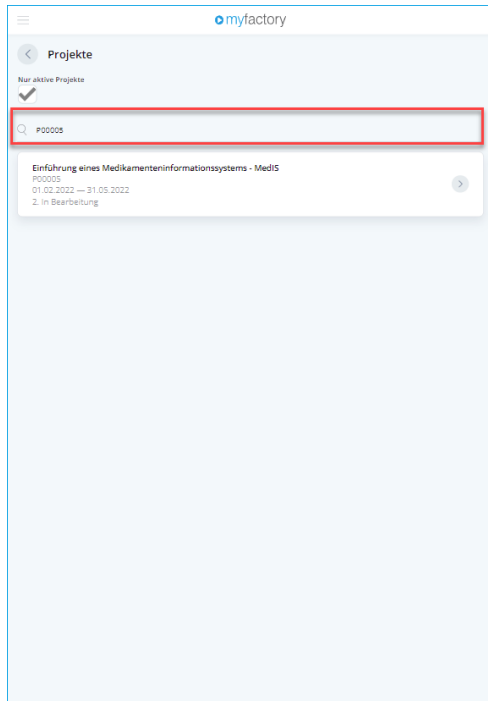 myfactory
Projekte
Nur aktive Projekte
P00005
Einführung eines Medikamenteninformationssystems - MedIS
P00005
01.02.2022 — 31.05.2022
2. In Bearbeitung